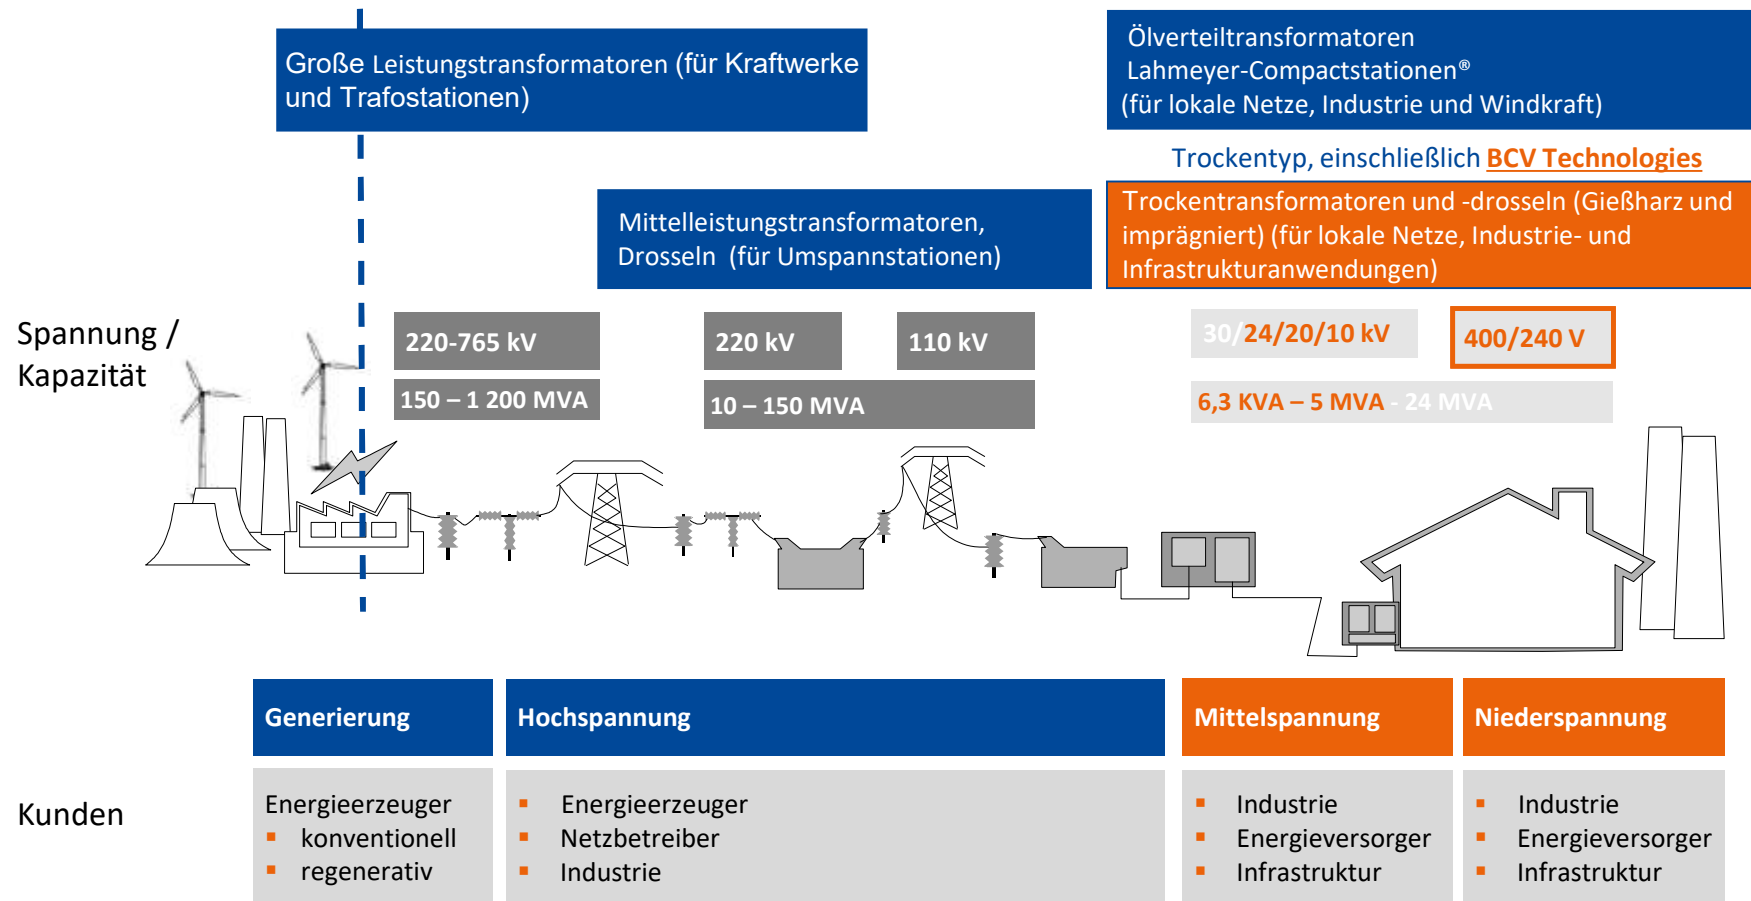 Große Leistungstransformatoren (für Kraftwerke
und Trafostationen)
Ölverteiltransformatoren
Lahmeyer-Compactstationen®
(für lokale Netze, Industrie und Windkraft)
Trockentyp, einschließlich BCV Technologies
Mittelleistungstransformatoren,
Drosseln (für Umspannstationen)
Trockentransformatoren und -drosseln (Gießharz und
imprägniert) (für lokale Netze, Industrie- und
Infrastrukturanwendungen)
Spannung /
Kapazität
220-765 kV
220 kV
110 kV
30/24/20/10 kV
400/240 V
150 – 1 200 MVA
10 – 150 MVA
6,3 KVA – 5 MVA - 24 MVA
Generierung
Hochspannung
Mittelspannung
Niederspannung
Kunden
Energieerzeuger
▪ konventionell
▪ regenerativ
▪ Energieerzeuger
▪ Netzbetreiber
▪ Industrie
▪ Industrie
▪ Energieversorger
▪ Infrastruktur
▪ Industrie
▪ Energieversorger
▪ Infrastruktur